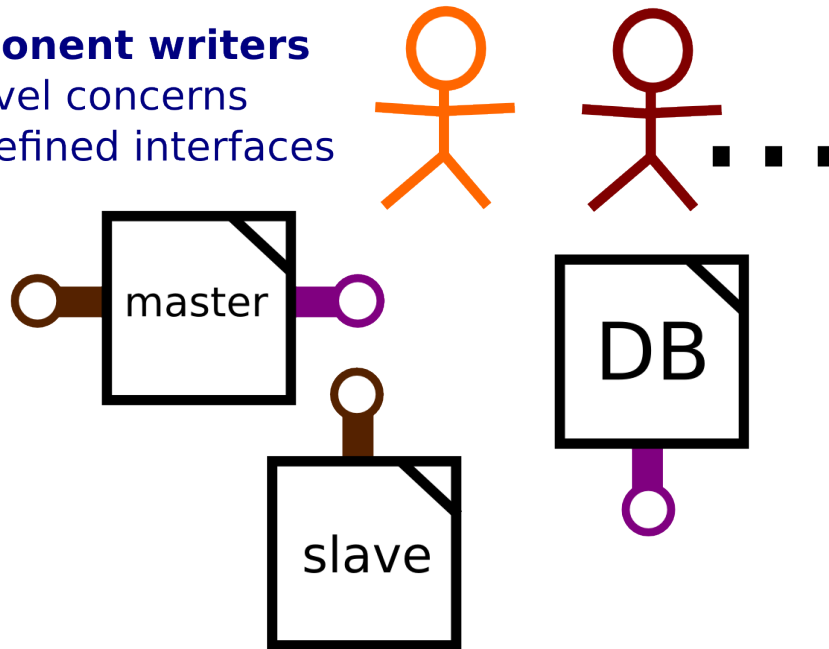 onent writers
vel concerns
efined interfaces
master
DB
slave